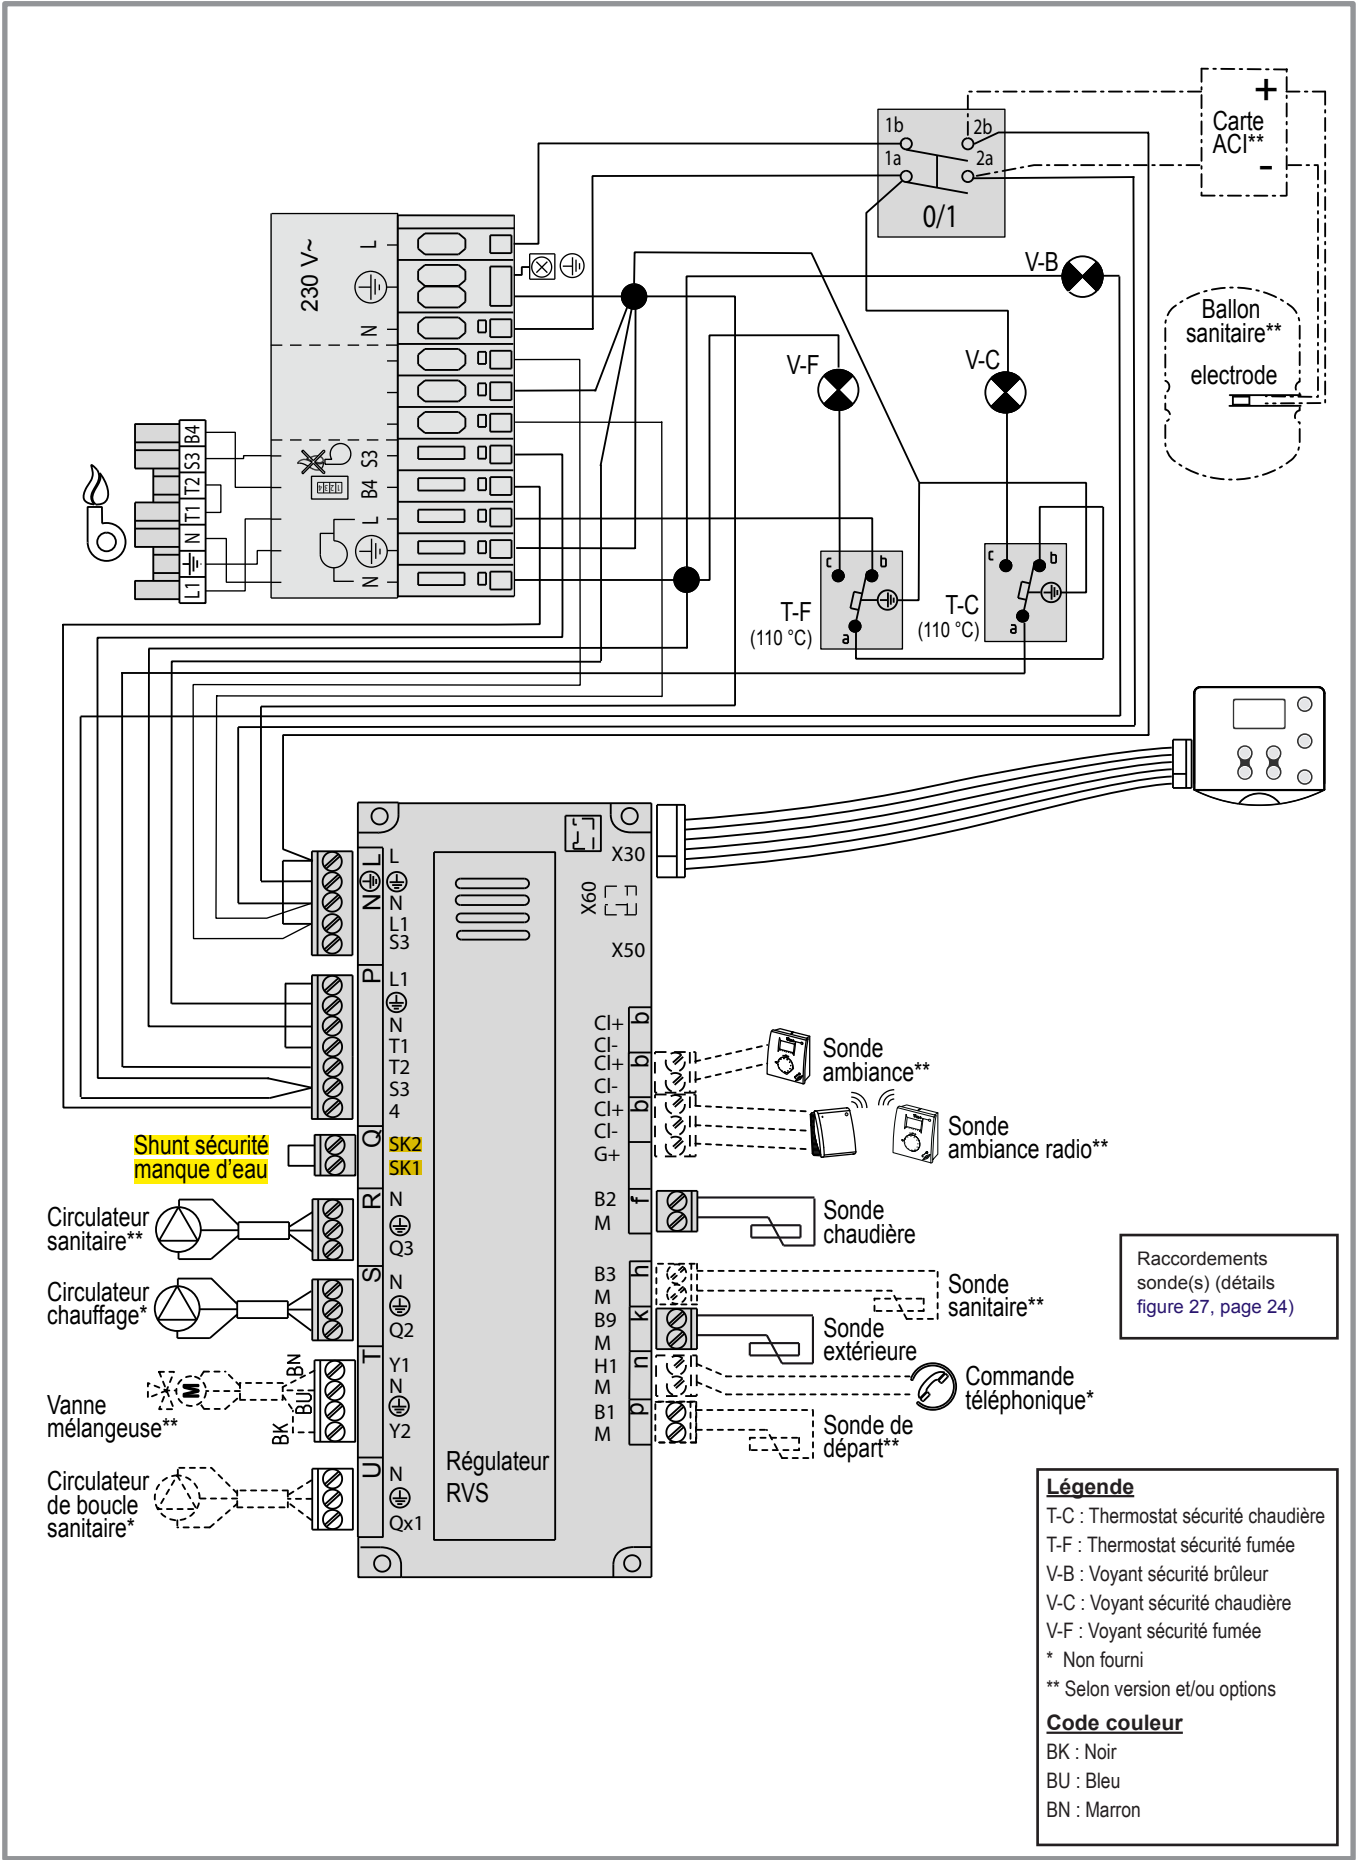 1b
2b
1a
2a
0/1
+
Carte
ACI**
-
230 V~
L
N
V-B
Ballon
sanitaire**
electrode
V-F
V-C
B4
S3
T2
T1
N
L1
S3
B4
L
N
c
b
a
T-F
(110 °C)
c
b
a
T-C
(110 °C)
L
N
L
N
L1
S3
P
L1
N
T1
T2
S3
4
Shunt sécurité
manque d'eau
Q
SK2
SK1
Circulateur
sanitaire**
R
N
Q3
Circulateur
chauffage*
S
N
Q2
Vanne
mélangeuse**
M
BN
BU
BK
T
Y1
N
Y2
Circulateur
de boucle
sanitaire*
U
N
Qx1
Régulateur
RVS
X30
X60
X50
Cl+
b
Cl-
Cl+
b
Cl-
Cl+
b
Cl-
G+
Sonde
ambiance**
Sonde
ambiance radio**
B2
f
M
Sonde
chaudière
B3
h
M
Sonde
sanitaire**
B9
k
M
Sonde
extérieure
H1
n
M
Commande
téléphonique*
B1
p
M
Sonde de
départ**
Raccordements
sonde(s) (détails
figure 27, page 24)
Légende
T-C : Thermostat sécurité chaudière
T-F : Thermostat sécurité fumée
V-B : Voyant sécurité brûleur
V-C : Voyant sécurité chaudière
V-F : Voyant sécurité fumée
* Non fourni
** Selon version et/ou options
Code couleur
BK : Noir
BU : Bleu
BN : Marron